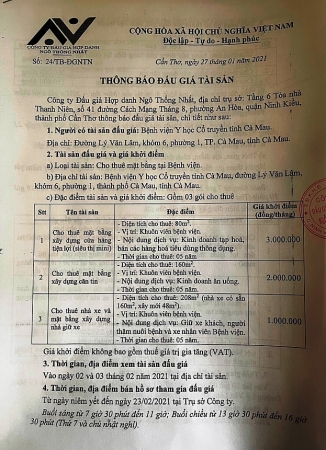 CỘNG HÒA XÃ HỘI CHỦ NGHĨA VIỆT NAM
Độc lập - Tự do - Hạnh phúc
CÔNG TY ĐẤU GIÁ HỢP DANH
NGÔ THỐNG NHẤT
Số: 24/TB-ĐGNTN
Cần Thơ, ngày 27 tháng 01 năm 2021
THÔNG BÁO ĐẤU GIÁ TÀI SẢN
Công ty Đấu giá Hợp danh Ngô Thống Nhất, địa chỉ trụ sở: Tầng 6 Tòa nhà
Thanh Niên, số 41 đường Cách Mạng Tháng 8, phường An Hòa, quận Ninh Kiều,
thành phố Cần Thơ thông báo đấu giá tài sản, chi tiết như sau:
1. Người có tài sản đấu giá: Bệnh viện Y học Cổ truyền tỉnh Cà Mau.
Địa chỉ: Đường Lý Văn Lâm, khóm 6, phường 1, TP. Cà Mau, tỉnh Cà Mau.
2. Tài sản đấu giá và giá khởi điểm
a) Loại tài sản: Cho thuê mặt bằng tại Bệnh viện.
b) Địa chỉ tài sản: Bệnh viện Y học Cổ truyền tỉnh Cà Mau, đường Lý Văn Lâm,
khóm 6, phường 1, thành phố Cà Mau, tỉnh Cà Mau.
c) Đặc điểm tài sản và giá khởi điểm: Gồm 03 gói cho thuê
Stt Tên tài sản Đặc điểm Giá khởi điểm (đồng/tháng)
1 Cho thuê mặt bằng xây dựng cửa hàng tiện lợi (siêu thị mini)
- Diện tích cho thuê: 80m².
- Vị trí: Khuôn viên bệnh viện.
- Nội dung dịch vụ: Kinh doanh tạp hoá, bán các hàng hoá tiêu dùng thông dụng.
- Thời gian cho thuê: 05 năm.
3.000.000
2 Cho thuê mặt bằng xây dựng căn tin
- Diện tích cho thuê: 160m².
- Vị trí: Khuôn viên bệnh viện.
- Nội dung dịch vụ: Kinh doanh ăn uống.
- Thời gian cho thuê: 05 năm.
2.000.000
3 Cho thuê nhà xe và mặt bằng xây dựng nhà giữ xe
- Diện tích cho thuê: 208m² (nhà xe có sẵn 160m², xây mới 48m²).
- Vị trí: Khuôn viên bệnh viện.
- Nội dung dịch vụ: Giữ xe khách, người thăm nuôi bệnh và xe nhân viên Bệnh viện.
- Thời gian cho thuê: 05 năm.
1.000.000
Giá khởi điểm không bao gồm thuế giá trị gia tăng (VAT).
3. Thời gian, địa điểm xem tài sản đấu giá
Vào ngày 02 và 03 tháng 02 năm 2021 tại địa chỉ tài sản.
4. Thời gian, địa điểm bán hồ sơ tham gia đấu giá
Từ ngày niêm yết đến ngày 23/02/2021 tại Trụ sở Công ty.
Buổi sáng từ 7 giờ 30 phút đến 11 giờ; Buổi chiều từ 13 giờ 30 phút đến 16 giờ
30 phút (Thứ 7 và chủ nhật nghỉ).